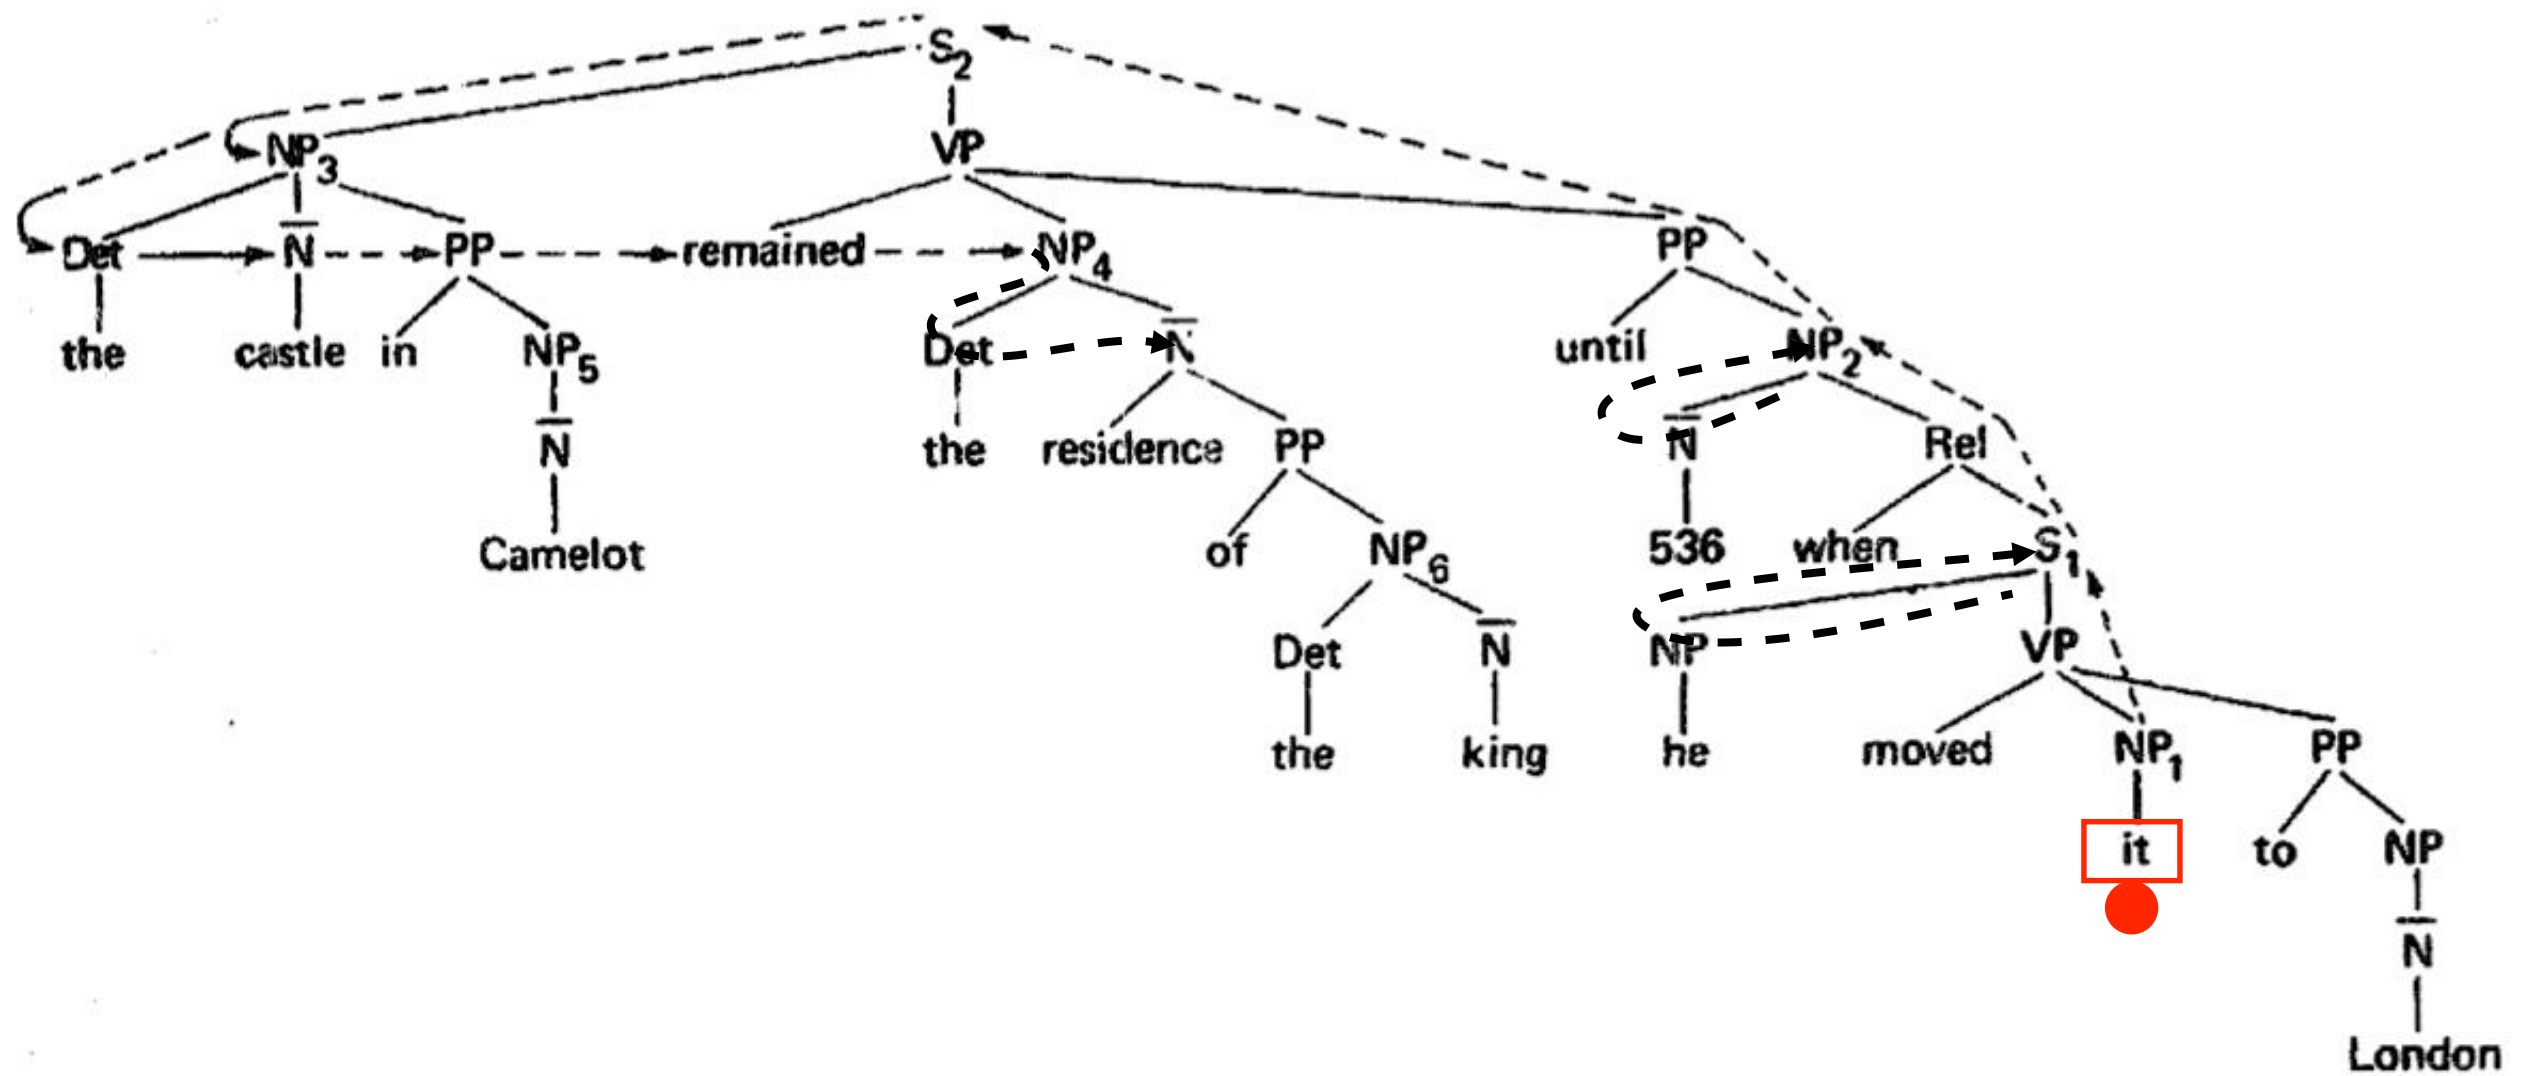 S2
NP3 VP
Det N̄ PP remained NP4 PP
the castle in NP5 Det N̄ until NP2
N̄ the residence PP N̄ Rel
Camelot of NP6 536 when S1
Det N̄ NP VP
the king he moved NP1 PP
it to NP
N̄
London